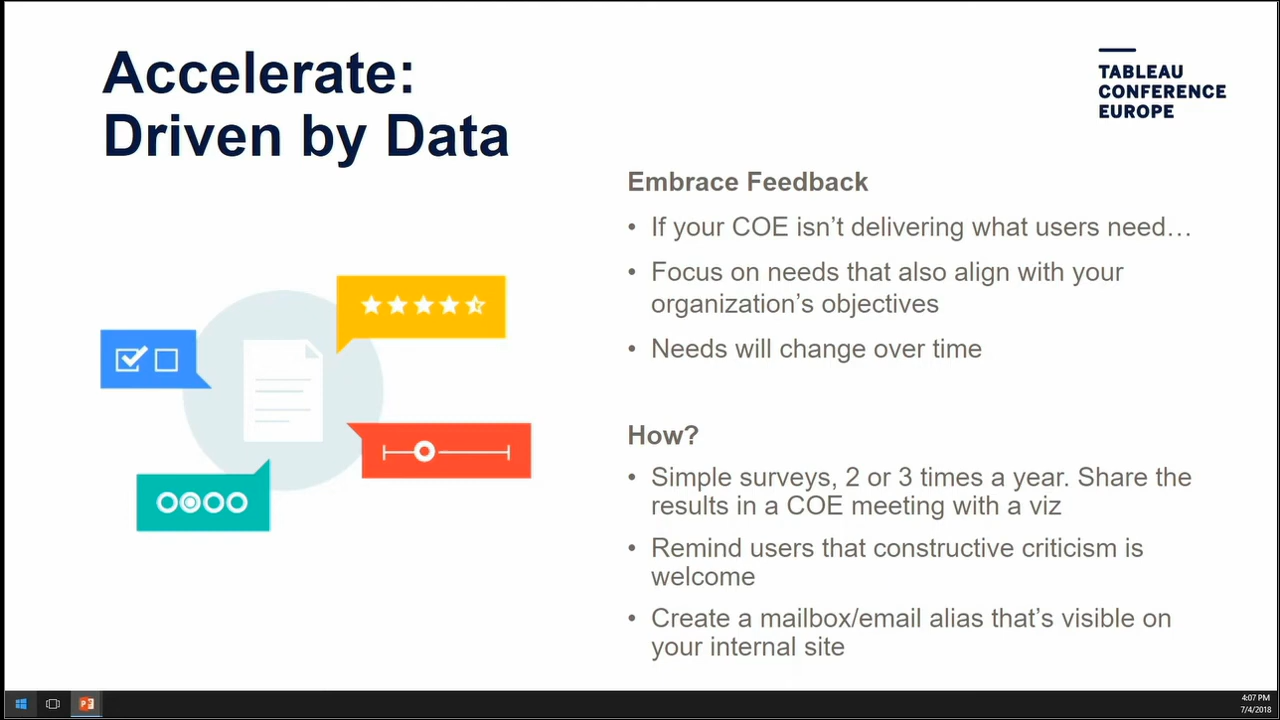 Accelerate:
Driven by Data
TABLEAU
CONFERENCE
EUROPE
Embrace Feedback
• If your COE isn’t delivering what users need…
• Focus on needs that also align with your
organization’s objectives
• Needs will change over time
How?
• Simple surveys, 2 or 3 times a year. Share the
results in a COE meeting with a viz
• Remind users that constructive criticism is
welcome
• Create a mailbox/email alias that’s visible on
your internal site
4:07 PM
7/4/2018